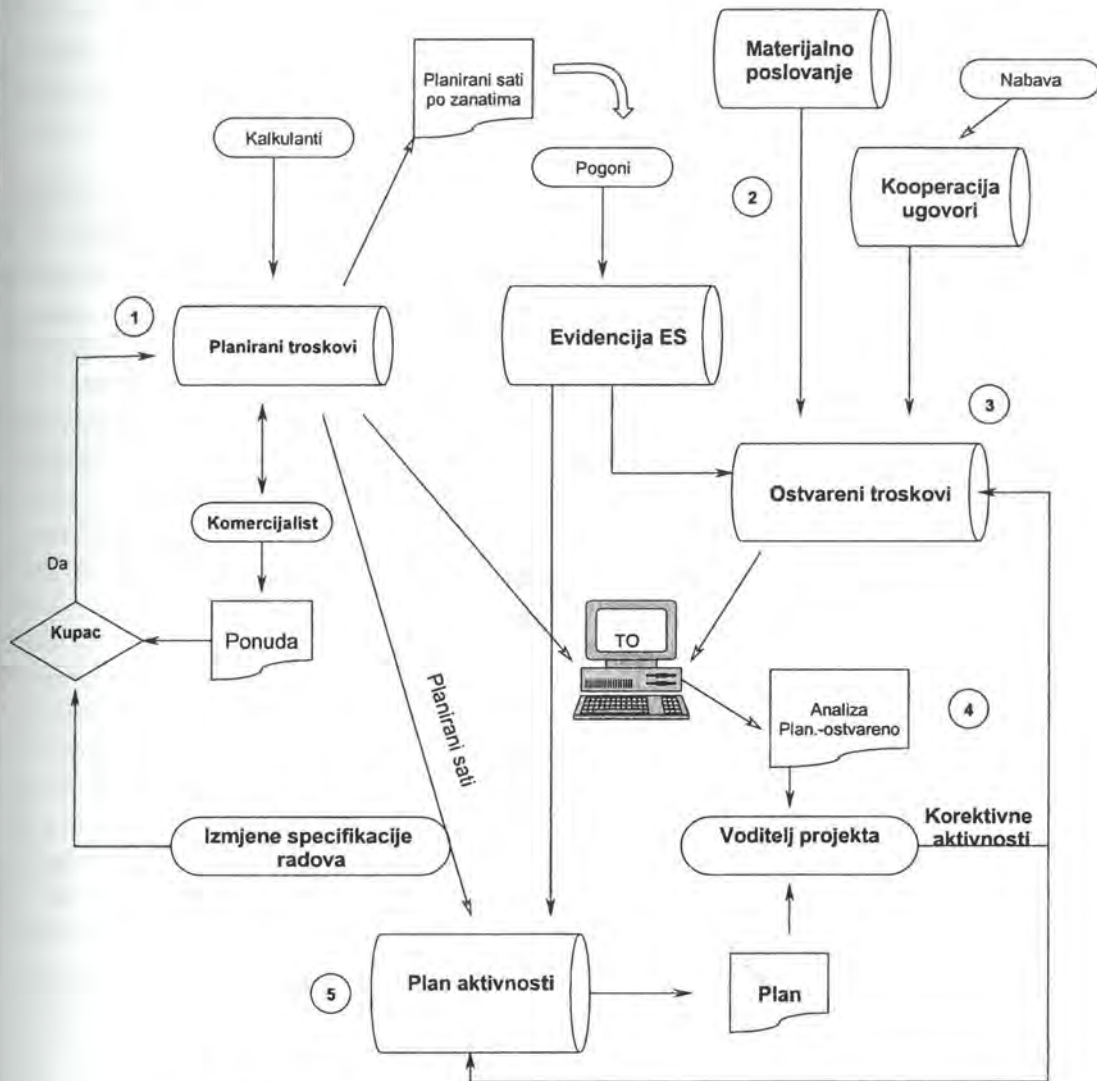 Planirani sati
po zanatima
Materijalno
poslovanje
Nabava
Kalkulanti
Pogoni
2
Kooperacija
ugovori
1
Planirani troskovi
Evidencija ES
3
Ostvareni troskovi
Komercijalist
Da
Kupac
Ponuda
TO
Planirani sati
Analiza
Plan.-ostvareno
4
Izmjene specifikacije
radova
Voditelj projekta
Korektivne
aktivnosti
5
Plan aktivnosti
Plan